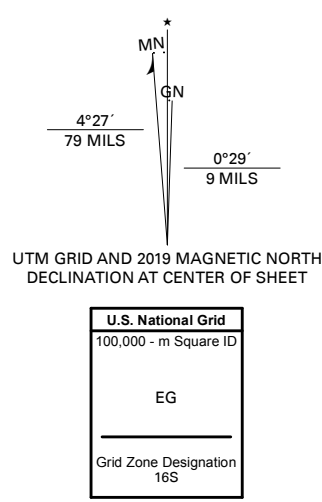 MN
GN
4°27´
79 MILS
0°29´
9 MILS
UTM GRID AND 2019 MAGNETIC NORTH
DECLINATION AT CENTER OF SHEET
U.S. National Grid
100,000 - m Square ID
EG
Grid Zone Designation
16S